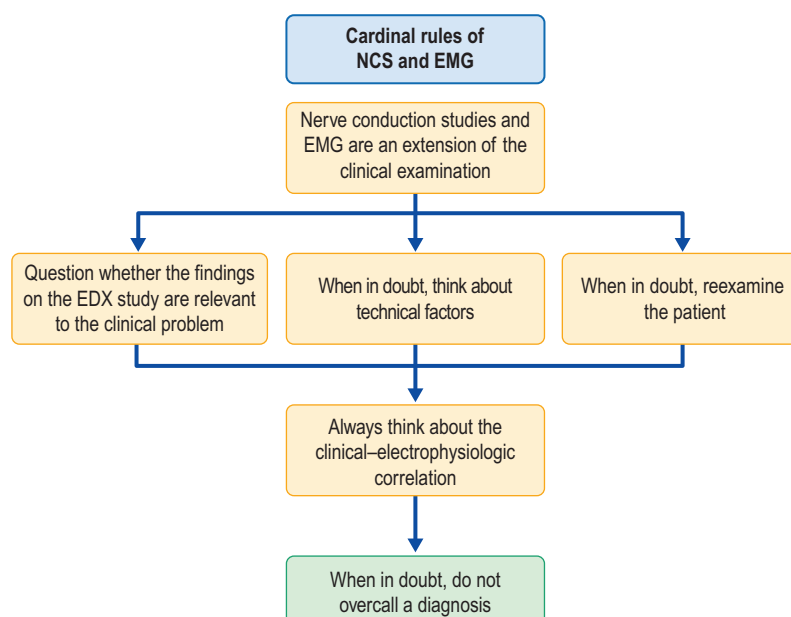 Cardinal rules of
NCS and EMG
Nerve conduction studies and
EMG are an extension of the
clinical examination
Question whether the findings
on the EDX study are relevant
to the clinical problem
When in doubt, think about
technical factors
When in doubt, reexamine
the patient
Always think about the
clinical–electrophysiologic
correlation
When in doubt, do not
overcall a diagnosis